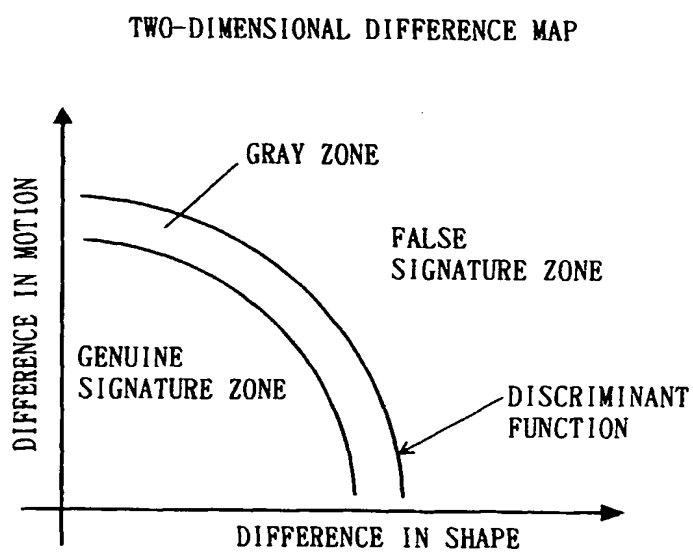 TWO-DIMENSIONAL DIFFERENCE MAP
GRAY ZONE
DIFFERENCE IN MOTION
FALSE
SIGNATURE ZONE
GENUINE
SIGNATURE ZONE
DISCRIMINANT
FUNCTION
DIFFERENCE IN SHAPE